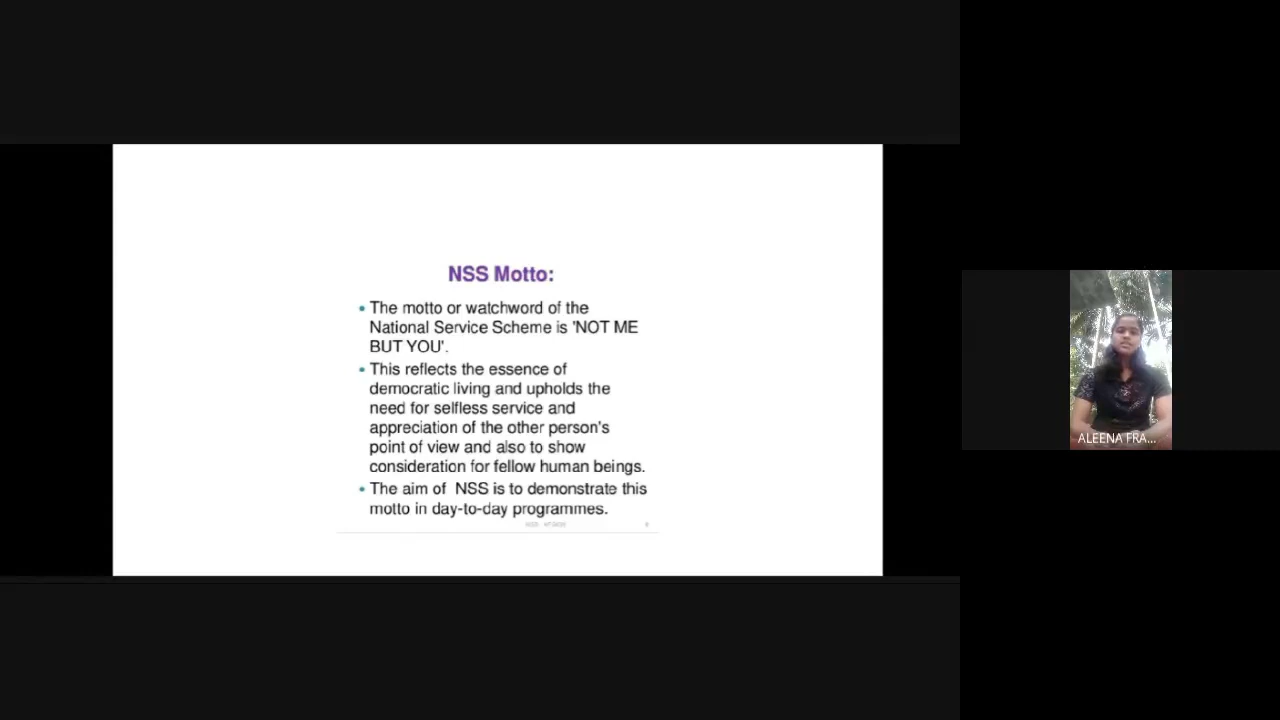 NSS Motto:
• The motto or watchword of the
National Service Scheme is 'NOT ME
BUT YOU'.
• This reflects the essence of
democratic living and upholds the
need for selfless service and
appreciation of the other person's
point of view and also to show
consideration for fellow human beings.
• The aim of NSS is to demonstrate this
motto in day-to-day programmes.
ALEENA FRA...